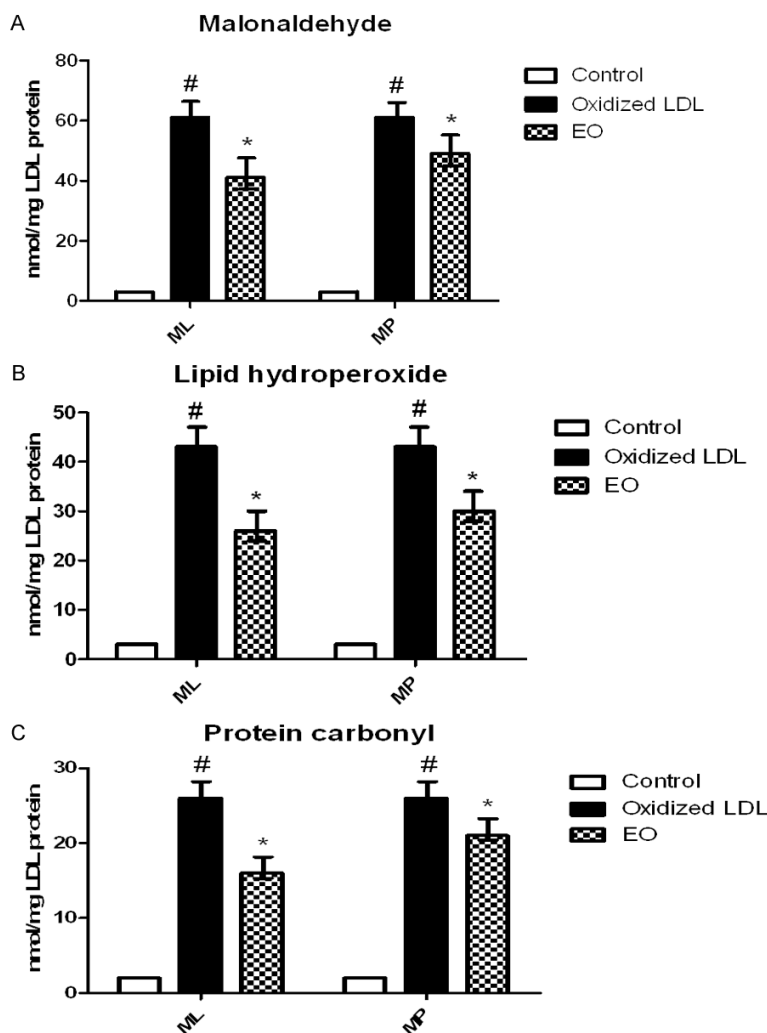 A
Malonaldehyde
nmol/mg LDL protein
80
60
40
20
0
#
*
#
*
ML
MP
Control
Oxidized LDL
EO
B
Lipid hydroperoxide
nmol/mg LDL protein
50
40
30
20
10
0
#
*
#
*
ML
MP
Control
Oxidized LDL
EO
C
Protein carbonyl
nmol/mg LDL protein
30
20
10
0
#
*
#
*
ML
MP
Control
Oxidized LDL
EO